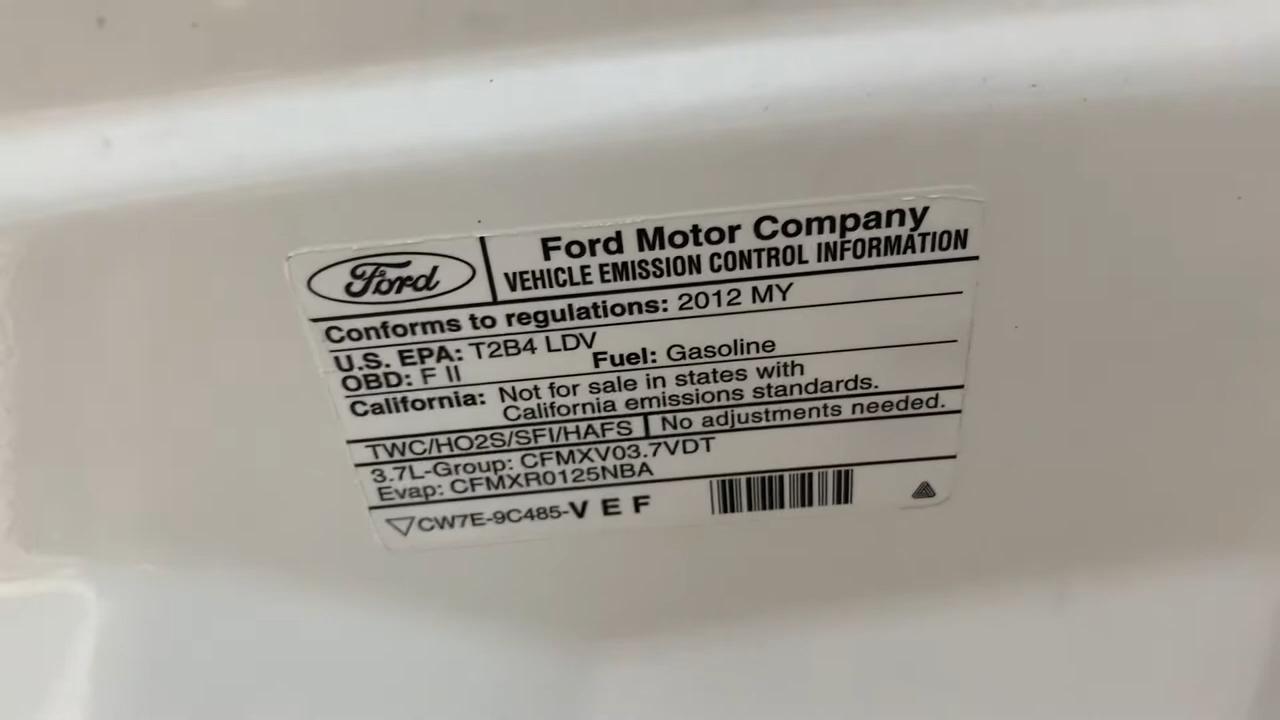 Ford
Ford Motor Company
VEHICLE EMISSION CONTROL INFORMATION
Conforms to regulations: 2012 MY
U.S. EPA: T2B4 LDV
OBD: F II
Fuel: Gasoline
California: Not for sale in states with
California emissions standards.
TWC/HO2S/SFI/HAFS
No adjustments needed.
3.7L-Group: CFMXV03.7VDT
Evap: CFMXR0125NBA
CW7E-9C485-V E F